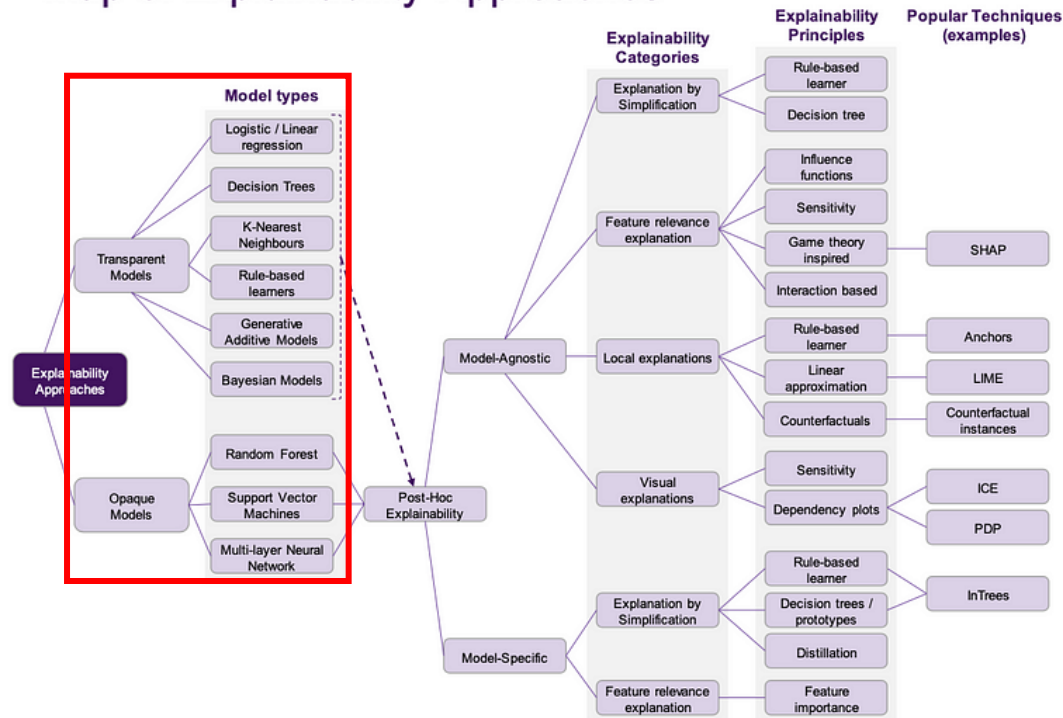 Explainability
Categories
Explainability
Principles
Popular Techniques
(examples)
Model types
Explainability
Approaches
Transparent
Models
Opaque
Models
Logistic / Linear
regression
Decision Trees
K-Nearest
Neighbours
Rule-based
learners
Generative
Additive Models
Bayesian Models
Random Forest
Support Vector
Machines
Multi-layer Neural
Network
Post-Hoc
Explainability
Model-Agnostic
Model-Specific
Explanation by
Simplification
Rule-based
learner
Decision tree
Feature relevance
explanation
Influence
functions
Sensitivity
Game theory
inspired
SHAP
Interaction based
Local explanations
Rule-based
learner
Anchors
Linear
approximation
LIME
Counterfactuals
Counterfactual
instances
Visual
explanations
Sensitivity
Dependency plots
ICE
PDP
Explanation by
Simplification
Rule-based
learner
Decision trees /
prototypes
InTrees
Distillation
Feature relevance
explanation
Feature
importance